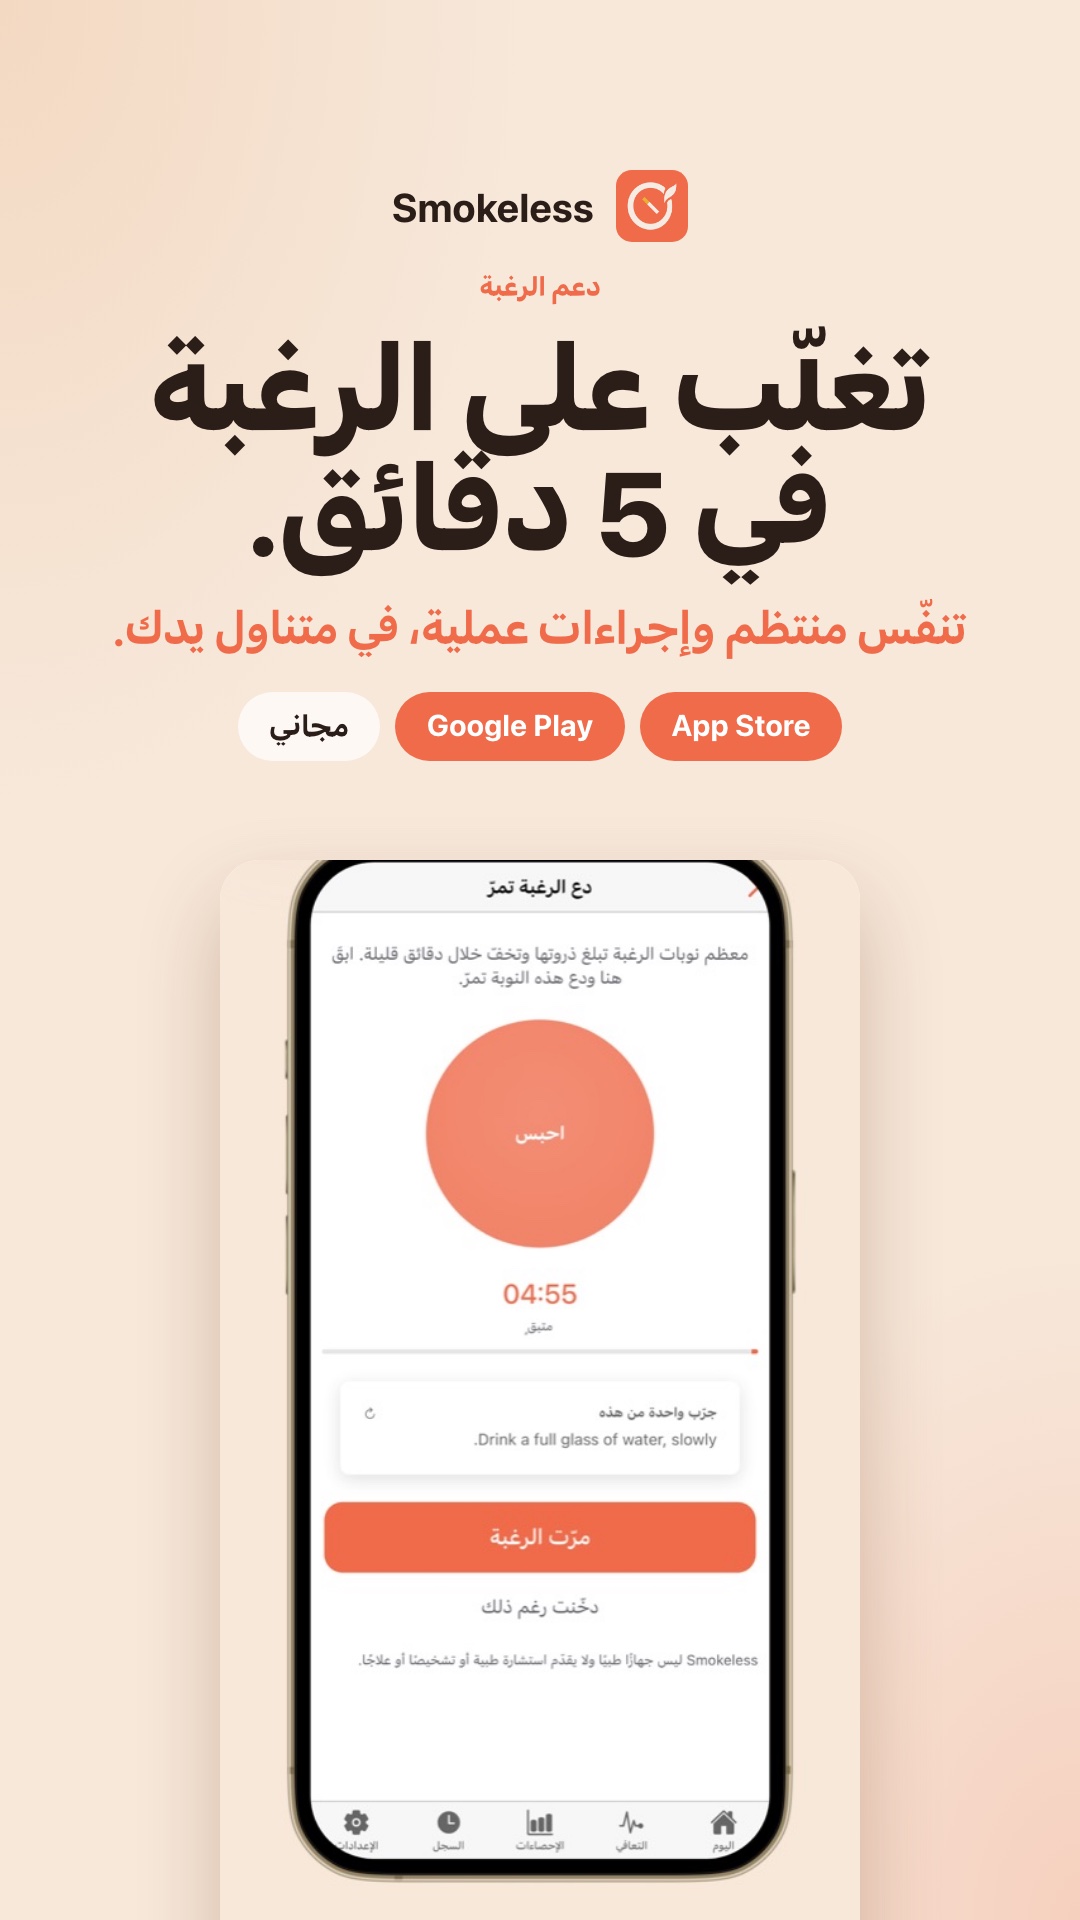 Smokeless
دعم الرغبة
تغلّب على الرغبة
في 5 دقائق.
تنفّس منتظم وإجراءات عملية، في متناول يدك.
App Store
Google Play
مجاني
دع الرغبة تمرّ
معظم نوبات الرغبة تبلغ ذروتها وتخفّ خلال دقائق قليلة. ابقَ
هنا ودع هذه النوبة تمرّ.
احبس
04:55
متبقٍ
جرّب واحدة من هذه
Drink a full glass of water, slowly.
مرّت الرغبة
دخّنت رغم ذلك
Smokeless ليس جهازًا طبيًا ولا يقدّم استشارة طبية أو تشخيصًا أو علاجًا.
اليوم
التعافي
الإحصاءات
السجل
الإعدادات